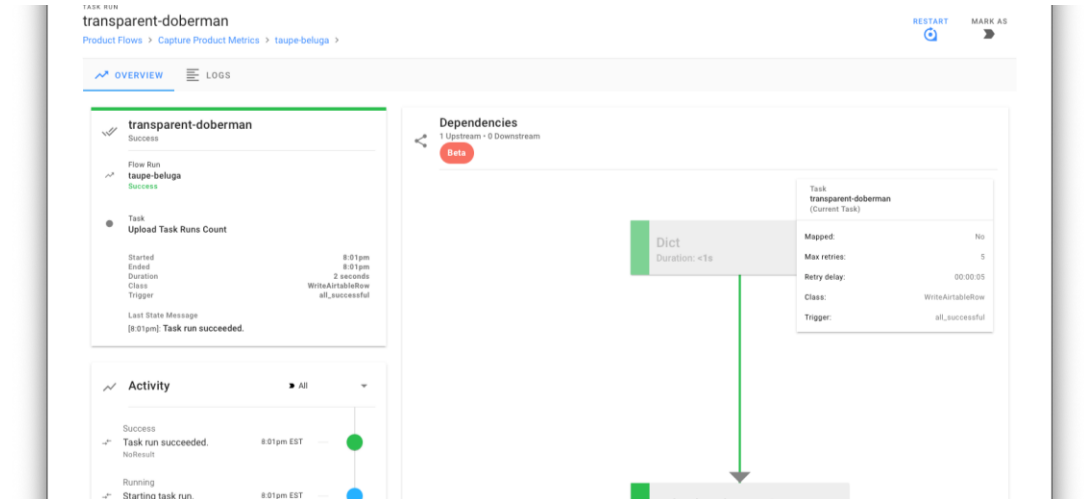 TASK RUN
transparent-doberman
Product Flows > Capture Product Metrics > taupe-beluga >
RESTART
MARK AS
OVERVIEW
LOGS
transparent-doberman
Success
Flow Run
taupe-beluga
Success
Task
Upload Task Runs Count
Started 8:01pm
Ended 8:01pm
Duration 2 seconds
Class WriteAirtableRow
Trigger all_successful
Last State Message
[8:01pm]: Task run succeeded.
Activity
All
Success
Task run succeeded. 8:01pm EST
NoResult
Running
Starting task run. 8:01pm EST
Dependencies
1 Upstream • 0 Downstream
Beta
Dict
Duration: <1s
Task
transparent-doberman
(Current Task)
Mapped: No
Max retries: 5
Retry delay: 00:00:05
Class: WriteAirtableRow
Trigger: all_successful